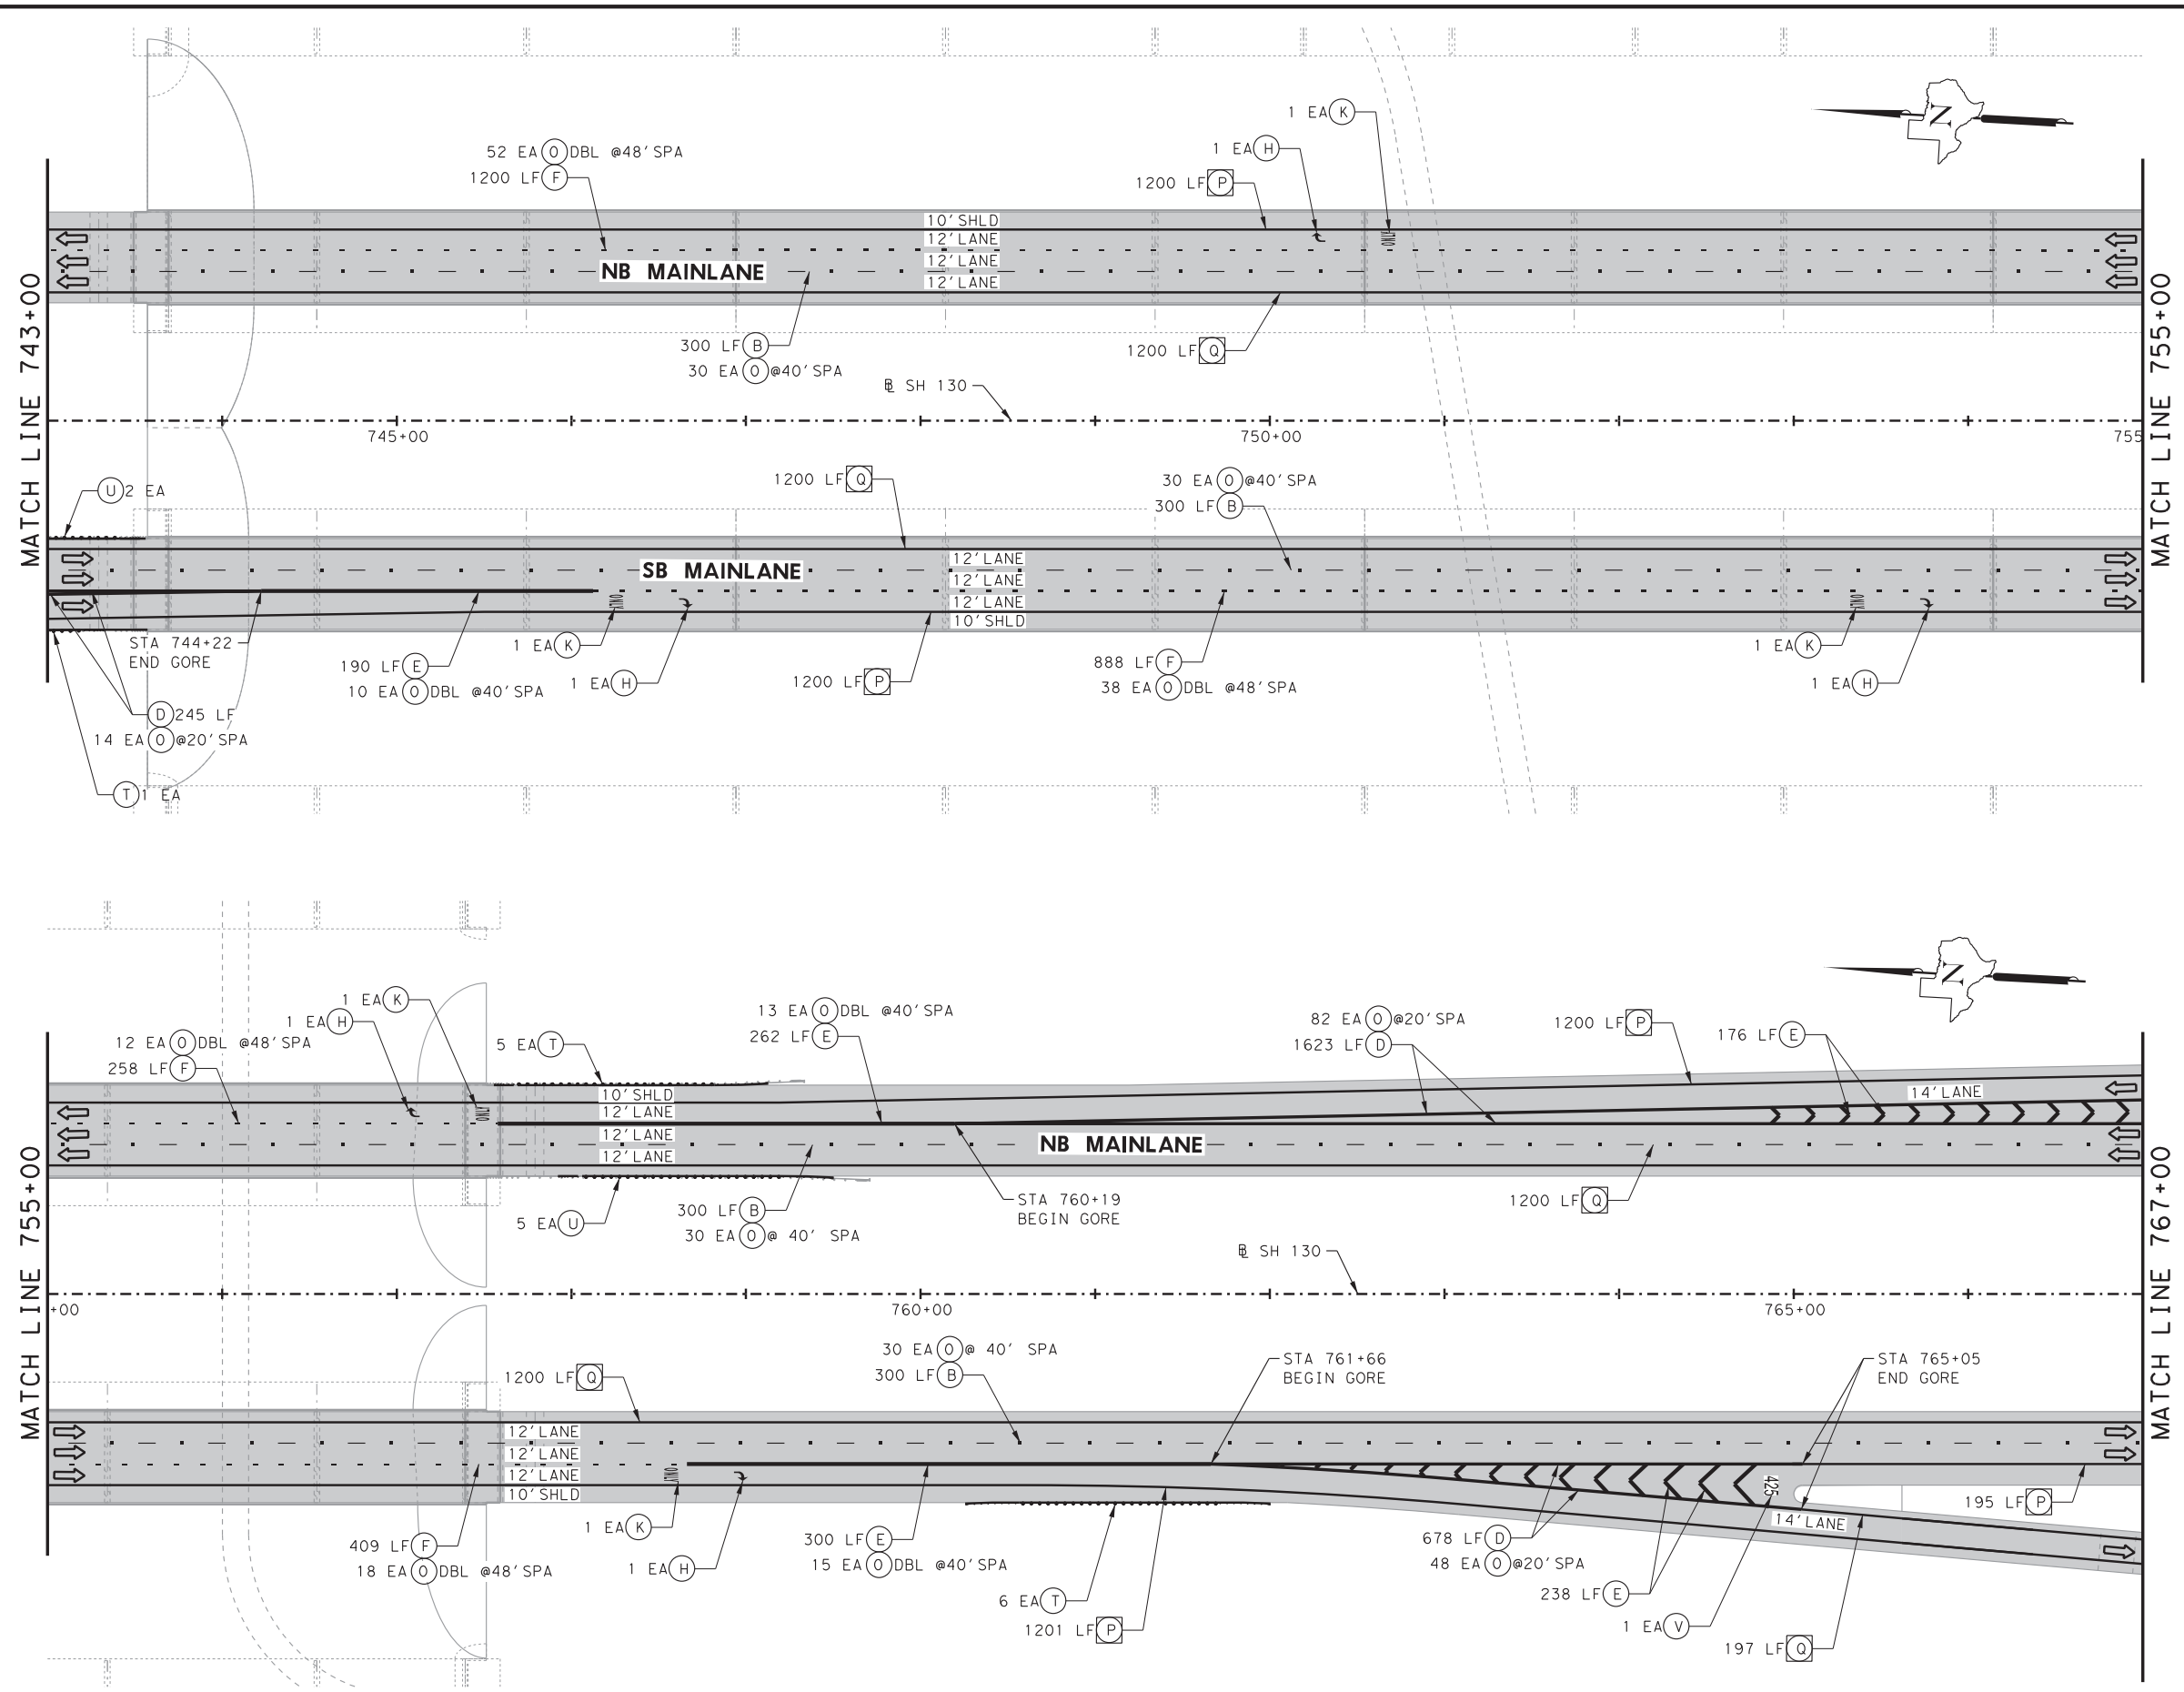 1 EA K
52 EA O DBL @48' SPA
1200 LF F
1 EA H
1200 LF P
N
10' SHLD
12' LANE
12' LANE
12' LANE
NB MAINLANE
MATCH LINE 743+00
MATCH LINE 755+00
300 LF B
30 EA O @40' SPA
1200 LF Q
℄ SH 130
745+00
750+00
755
U 2 EA
1200 LF Q
30 EA O @40' SPA
300 LF B
SB MAINLANE
12' LANE
12' LANE
12' LANE
10' SHLD
ONLY
ONLY
ONLY
STA 744+22
END GORE
190 LF E
10 EA O DBL @40' SPA
1 EA K
1 EA H
1200 LF P
888 LF F
38 EA O DBL @48' SPA
1 EA K
1 EA H
D 245 LF
14 EA O @20' SPA
T 1 EA
N
1 EA K
1 EA H
12 EA O DBL @48' SPA
258 LF F
5 EA T
13 EA O DBL @40' SPA
262 LF E
82 EA O @20' SPA
1623 LF D
1200 LF P
176 LF E
10' SHLD
12' LANE
12' LANE
12' LANE
14' LANE
ONLY
NB MAINLANE
MATCH LINE 755+00
MATCH LINE 767+00
5 EA U
300 LF B
30 EA O @ 40' SPA
STA 760+19
BEGIN GORE
1200 LF Q
℄ SH 130
+00
760+00
765+00
1200 LF Q
30 EA O @ 40' SPA
300 LF B
STA 761+66
BEGIN GORE
STA 765+05
END GORE
12' LANE
12' LANE
12' LANE
10' SHLD
ONLY
425
14' LANE
195 LF P
409 LF F
18 EA O DBL @48' SPA
1 EA K
1 EA H
300 LF E
15 EA O DBL @40' SPA
6 EA T
1201 LF P
678 LF D
48 EA O @20' SPA
238 LF E
1 EA V
197 LF Q